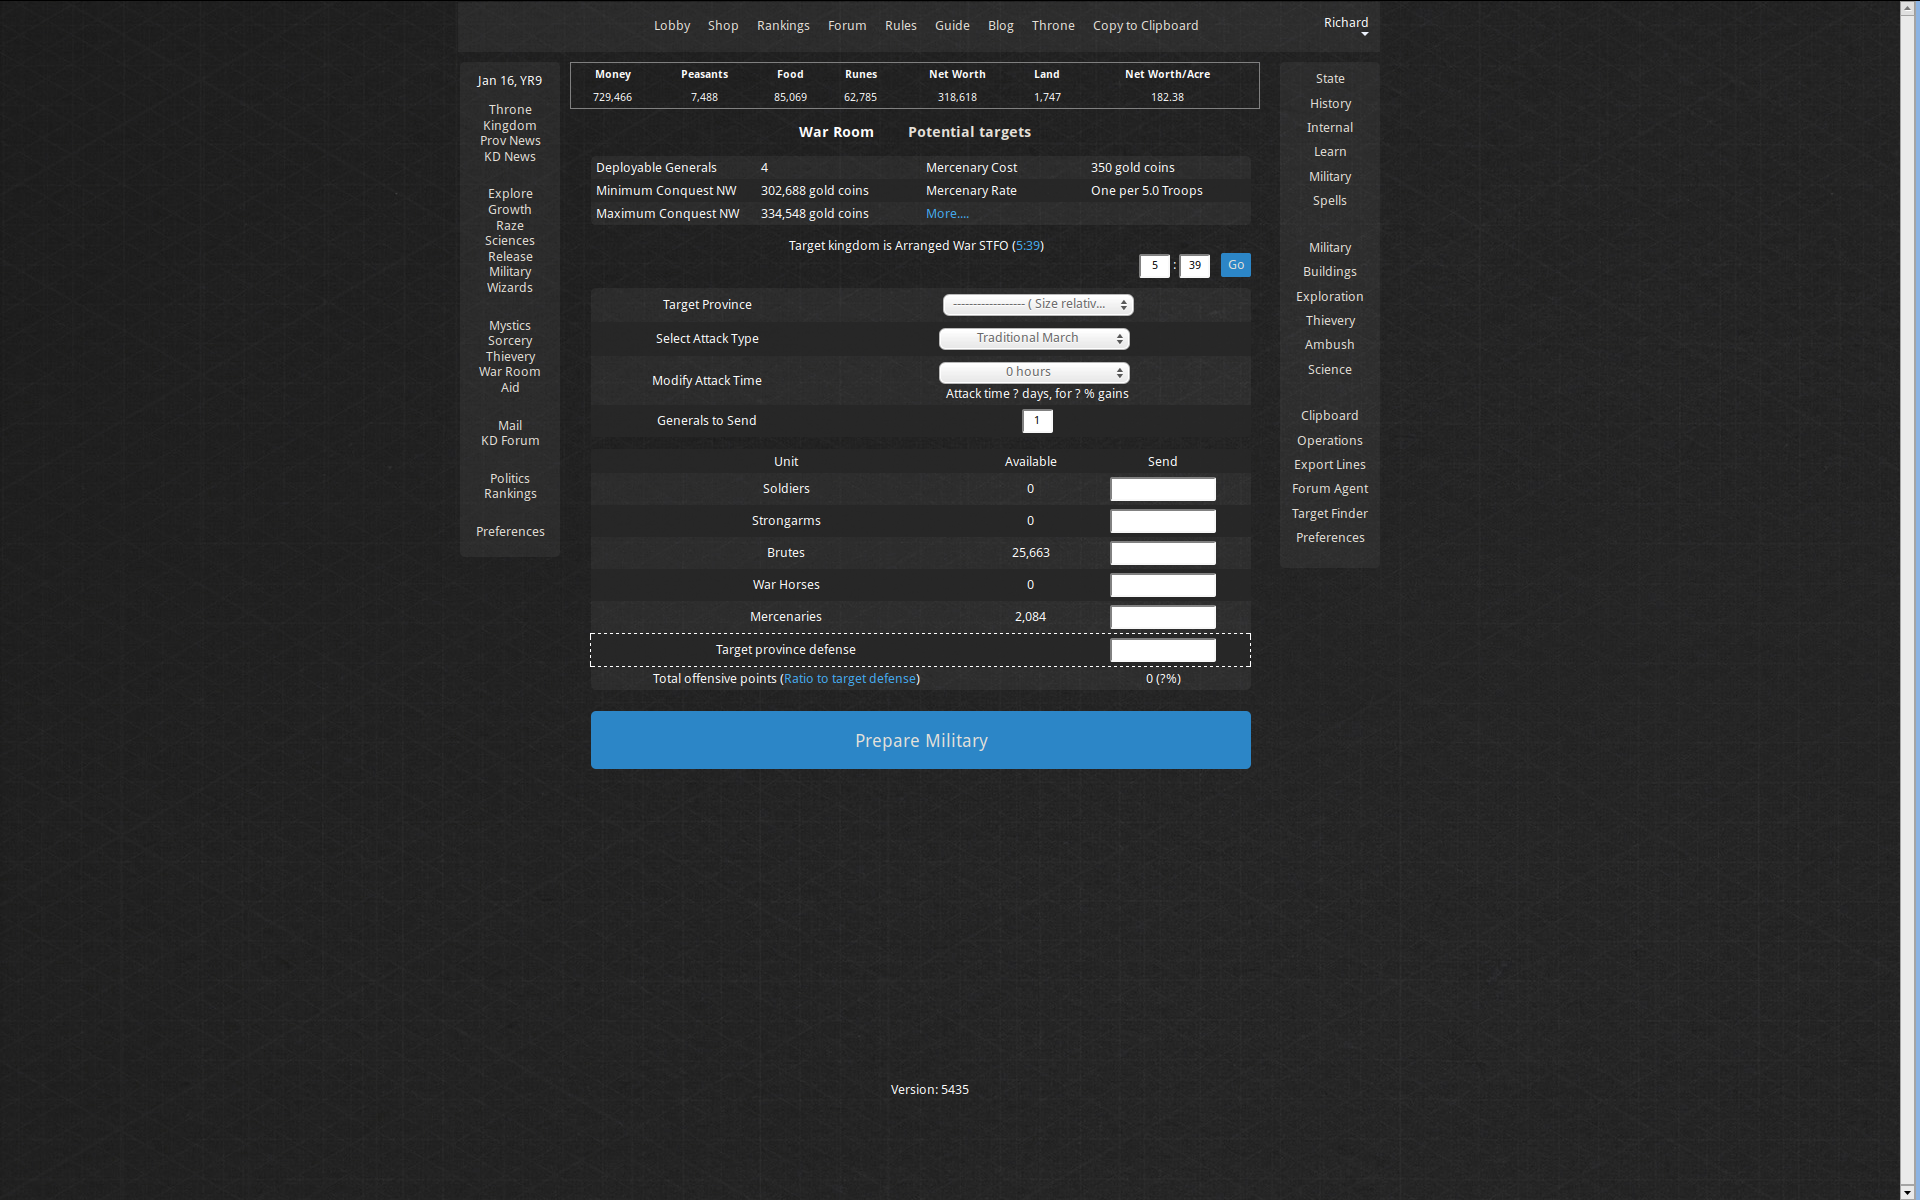 Lobby Shop Rankings Forum Rules Guide Blog Throne Copy to Clipboard
Richard
Jan 16, YR9
Throne
Kingdom
Prov News
KD News
Explore
Growth
Raze
Sciences
Release
Military
Wizards
Mystics
Sorcery
Thievery
War Room
Aid
Mail
KD Forum
Politics
Rankings
Preferences
Money Peasants Food Runes Net Worth Land Net Worth/Acre
729,466 7,488 85,069 62,785 318,618 1,747 182.38
War Room Potential targets
Deployable Generals 4 Mercenary Cost 350 gold coins
Minimum Conquest NW 302,688 gold coins Mercenary Rate One per 5.0 Troops
Maximum Conquest NW 334,548 gold coins More....
Target kingdom is Arranged War STFO (5:39)
5 : 39 Go
Target Province ------------------ ( Size relativ...
Select Attack Type Traditional March
Modify Attack Time 0 hours
Attack time ? days, for ? % gains
Generals to Send 1
Unit Available Send
Soldiers 0
Strongarms 0
Brutes 25,663
War Horses 0
Mercenaries 2,084
Target province defense
Total offensive points (Ratio to target defense) 0 (?%)
Prepare Military
State
History
Internal
Learn
Military
Spells
Military
Buildings
Exploration
Thievery
Ambush
Science
Clipboard
Operations
Export Lines
Forum Agent
Target Finder
Preferences
Version: 5435